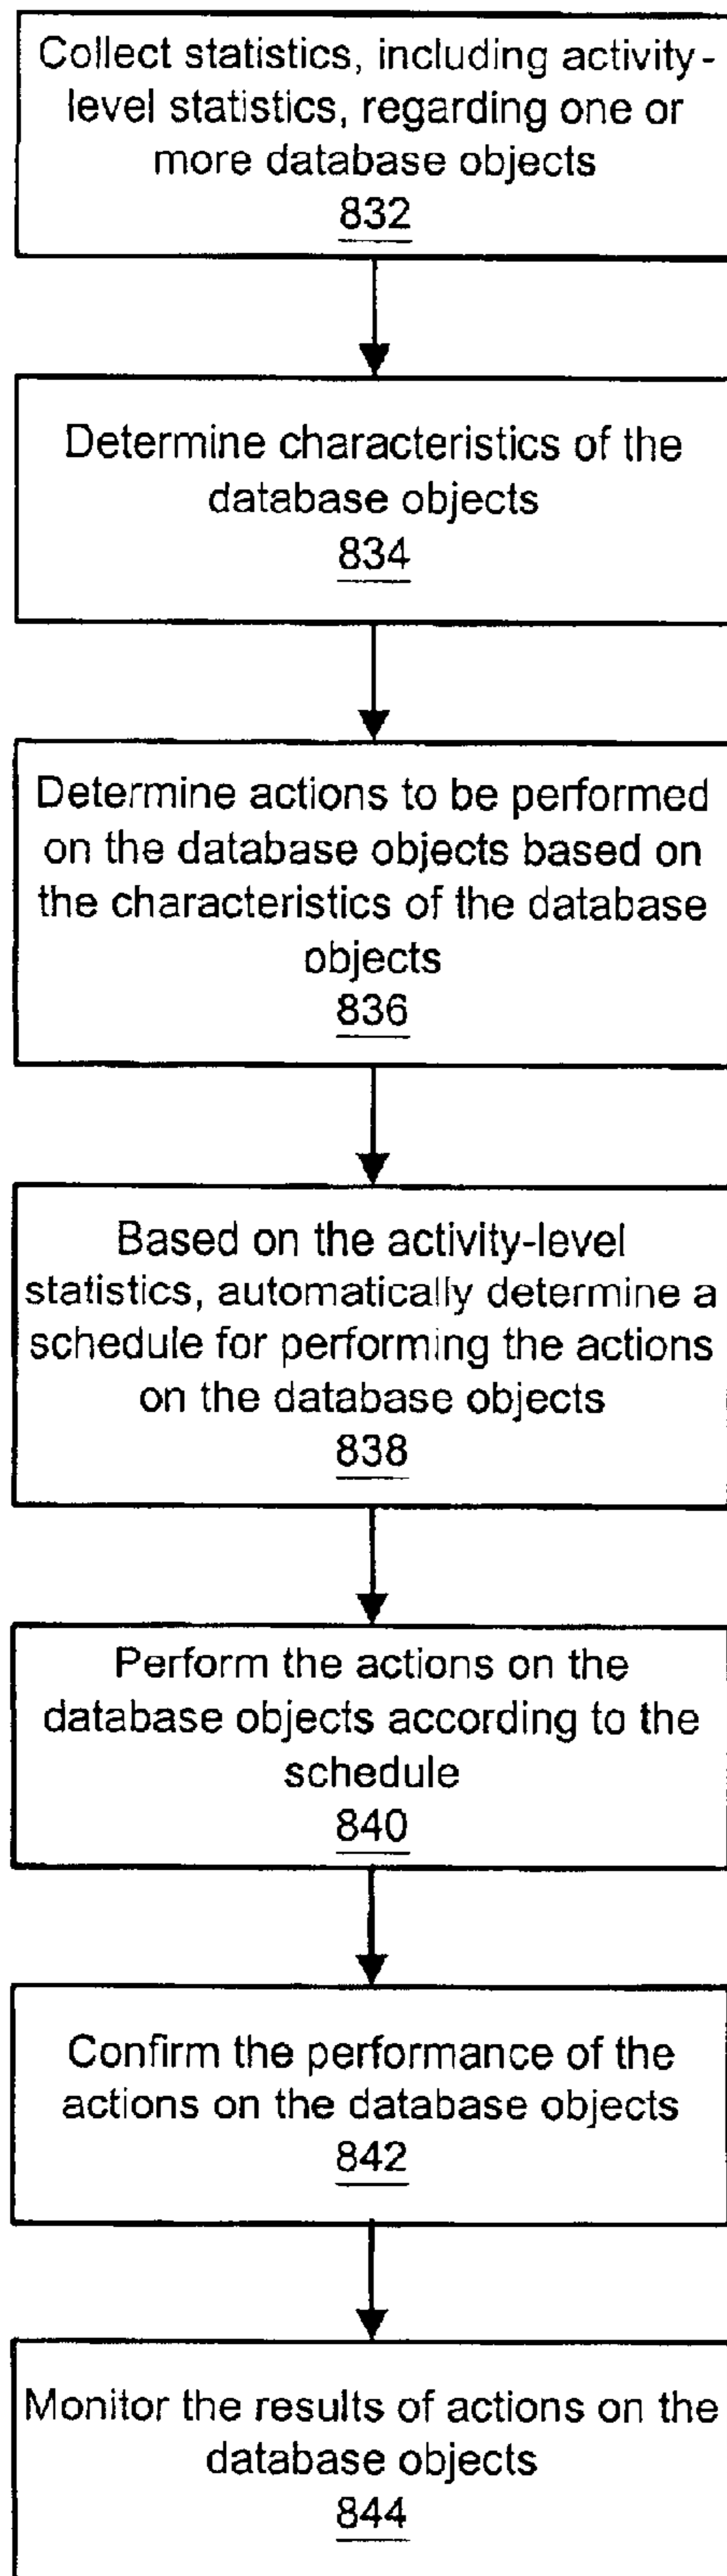 Collect statistics, including activity-
level statistics, regarding one or
more database objects
832
Determine characteristics of the
database objects
834
Determine actions to be performed
on the database objects based on
the characteristics of the database
objects
836
Based on the activity-level
statistics, automatically determine a
schedule for performing the actions
on the database objects
838
Perform the actions on the
database objects according to the
schedule
840
Confirm the performance of the
actions on the database objects
842
Monitor the results of actions on the
database objects
844